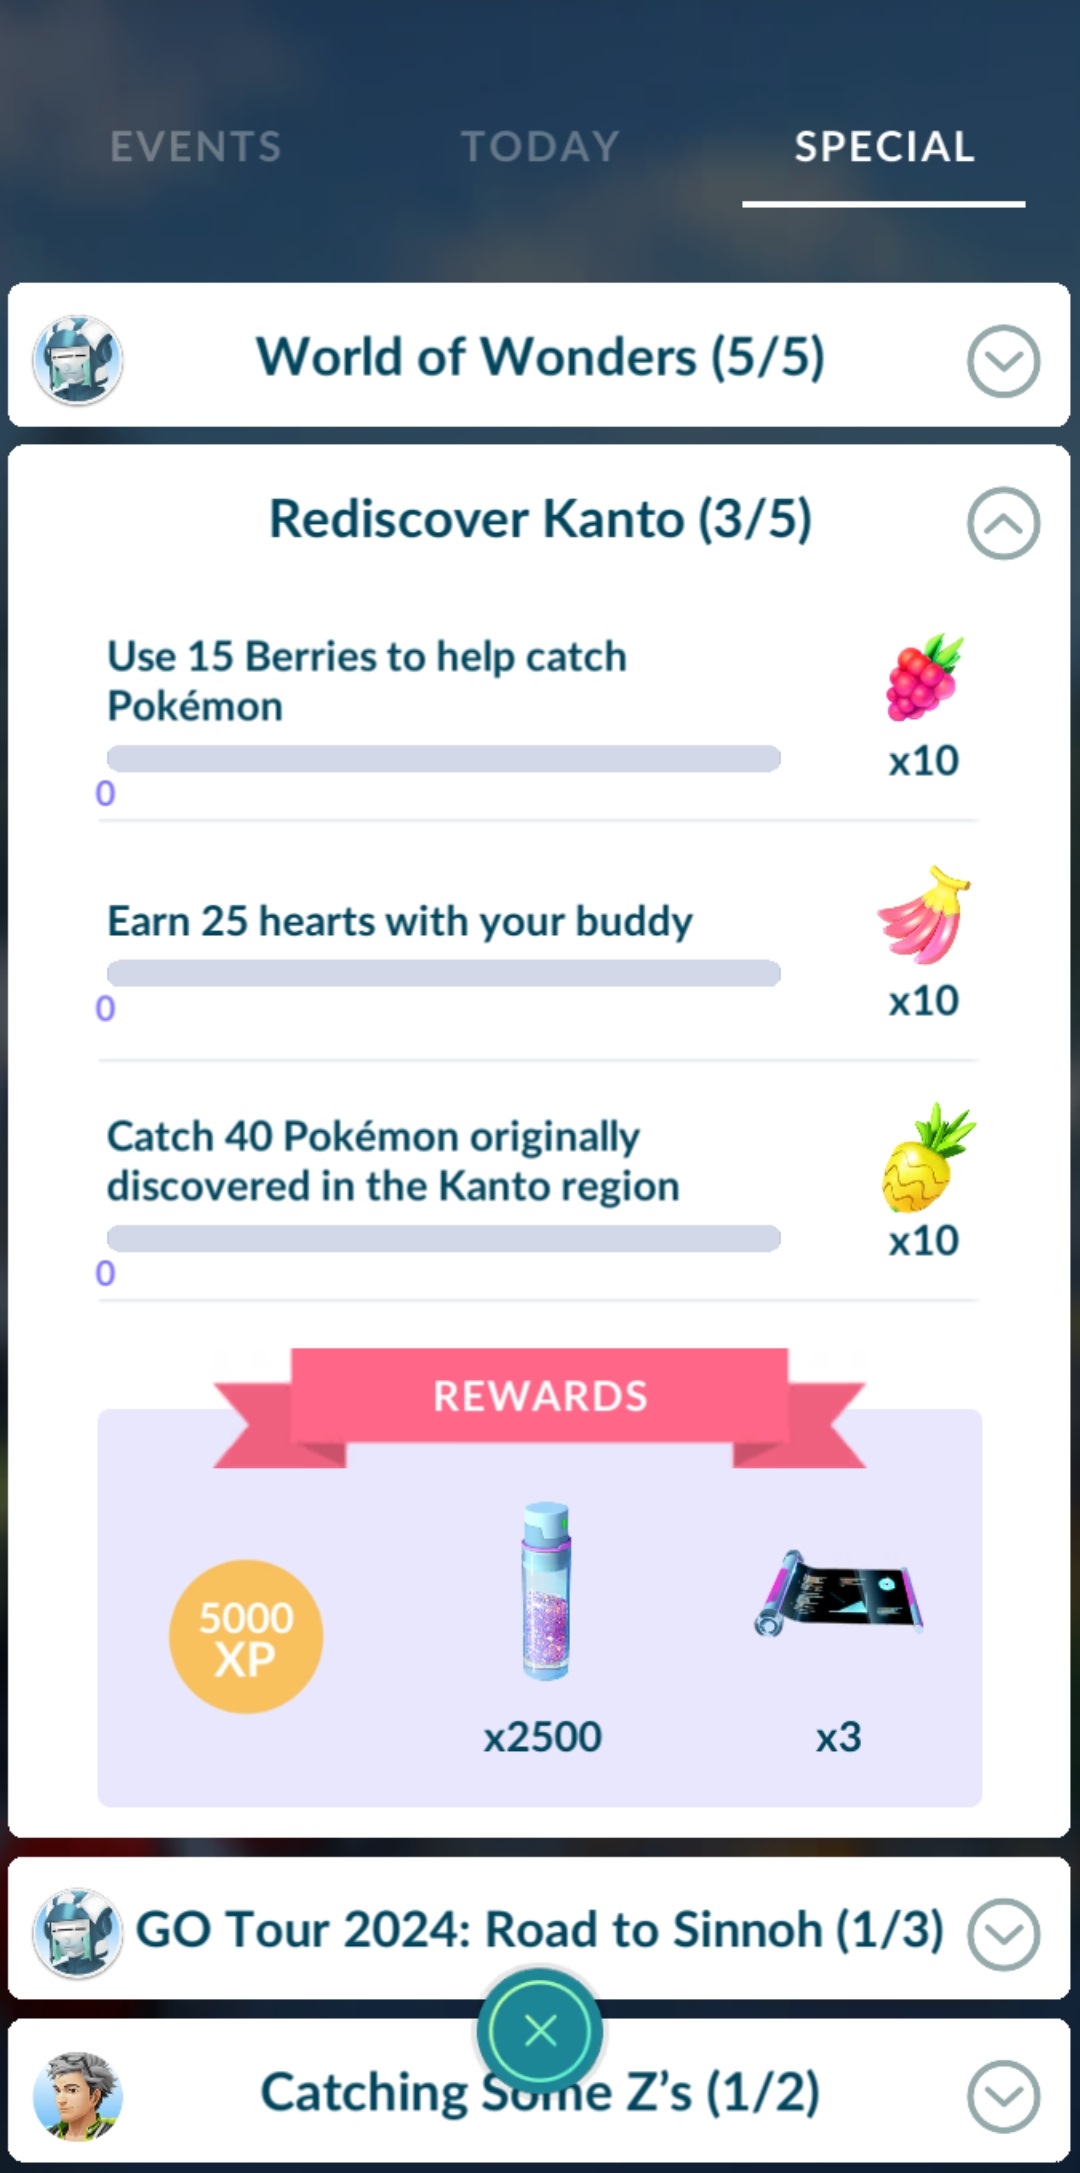 EVENTS TODAY SPECIAL
World of Wonders (5/5)
Rediscover Kanto (3/5)
Use 15 Berries to help catch
Pokémon
x10
0
Earn 25 hearts with your buddy
x10
0
Catch 40 Pokémon originally
discovered in the Kanto region
x10
0
REWARDS
5000
XP
x2500
x3
GO Tour 2024: Road to Sinnoh (1/3)
Catching Some Z's (1/2)